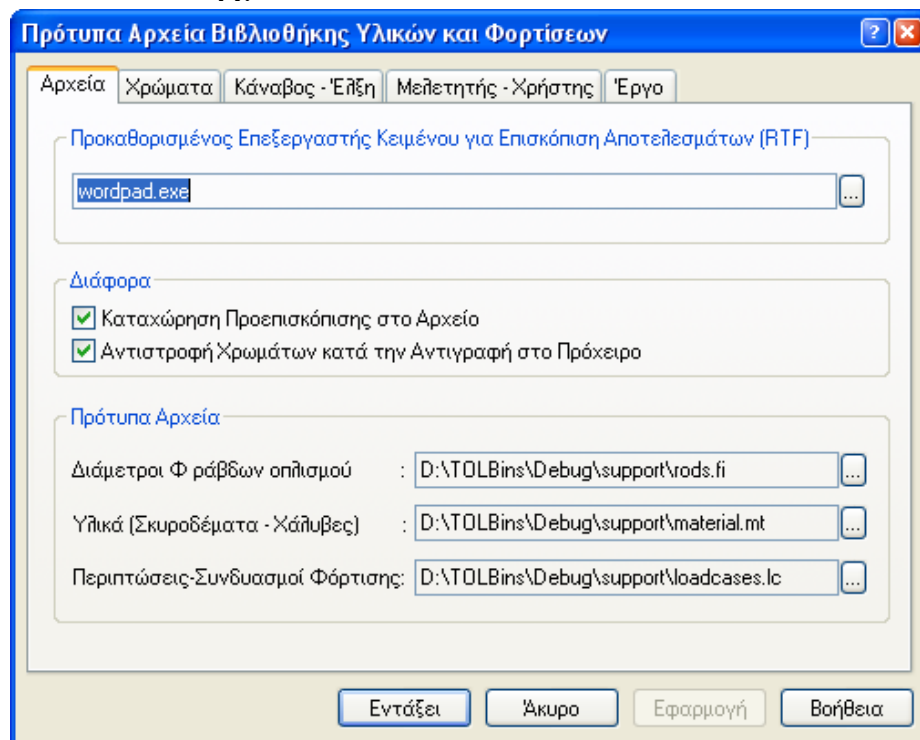 Πρότυπα Αρχεία Βιβλιοθήκης Υλικών και Φορτίσεων
Αρχεία Χρώματα Κάναβος - Έλξη Μελετητής - Χρήστης Έργο
Προκαθορισμένος Επεξεργαστής Κειμένου για Επισκόπιση Αποτελεσμάτων (RTF)
wordpad.exe ...
Διάφορα
Καταχώρηση Προεπισκόπισης στο Αρχείο
Αντιστροφή Χρωμάτων κατά την Αντιγραφή στο Πρόχειρο
Πρότυπα Αρχεία
Διάμετροι Φ ράβδων οπλισμού : D:\TOLBins\Debug\support\rods.fi ...
Υλικά (Σκυροδέματα - Χάλυβες) : D:\TOLBins\Debug\support\material.mt ...
Περιπτώσεις-Συνδυασμοί Φόρτισης: D:\TOLBins\Debug\support\loadcases.lc ...
Εντάξει Άκυρο Εφαρμογή Βοήθεια